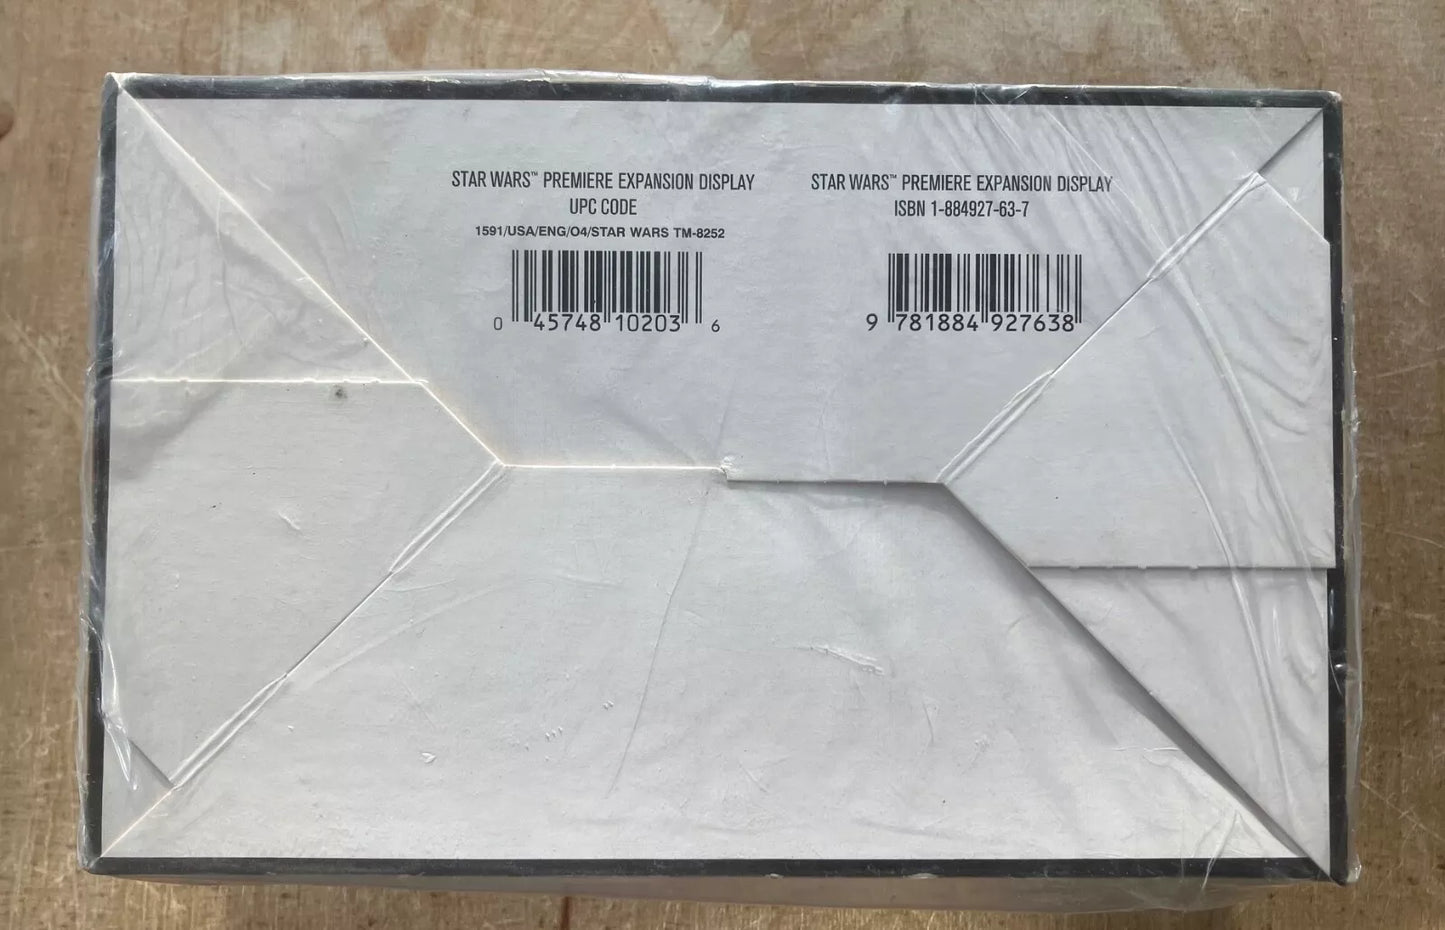 STAR WARS™ PREMIERE EXPANSION DISPLAY
UPC CODE
1591/USA/ENG/O4/STAR WARS TM-8252
0 45748 10203 6
STAR WARS™ PREMIERE EXPANSION DISPLAY
ISBN 1-884927-63-7
9 781884 927638